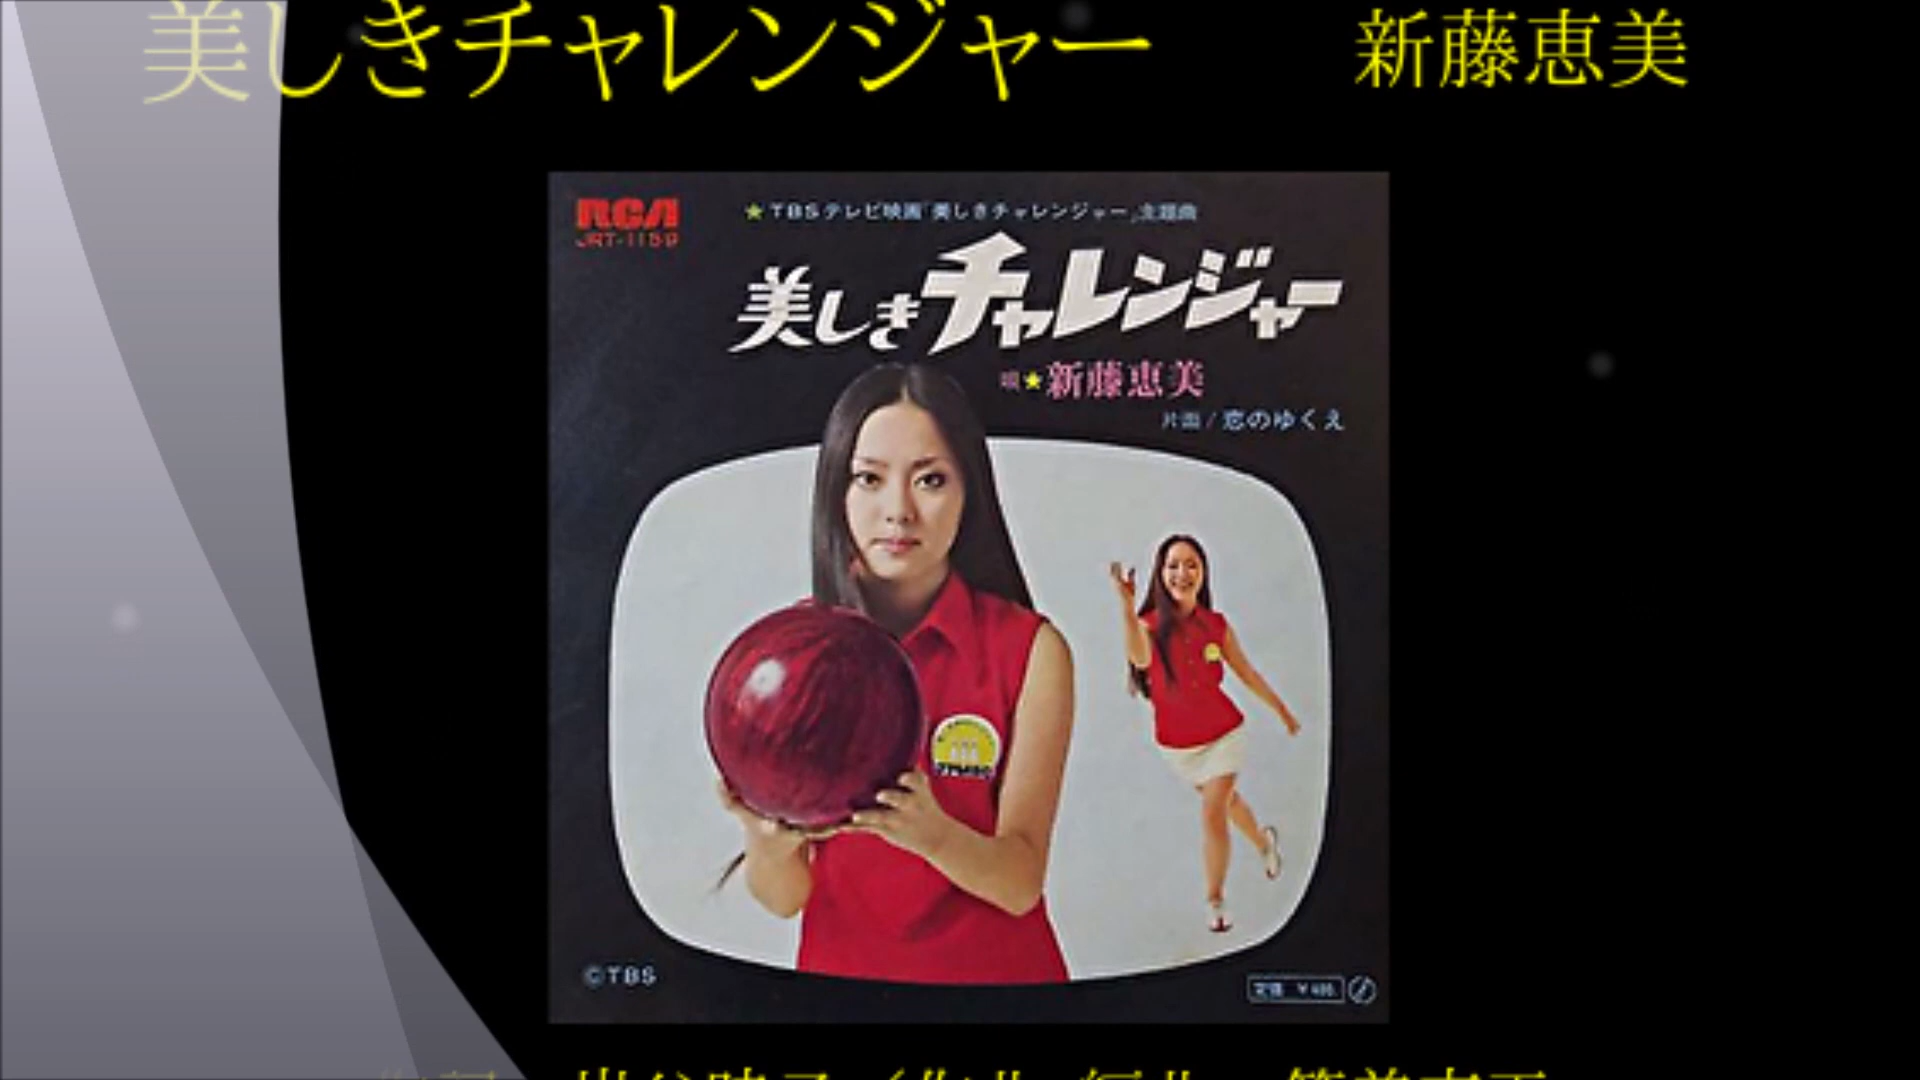 美しきチャレンジャー 新藤恵美
RCA
JRT-1159
★TBSテレビ映画「美しきチャレンジャー」主題曲
美しきチャレンジャー
唄★新藤恵美
片面/恋のゆくえ
©TBS
定価 ¥400